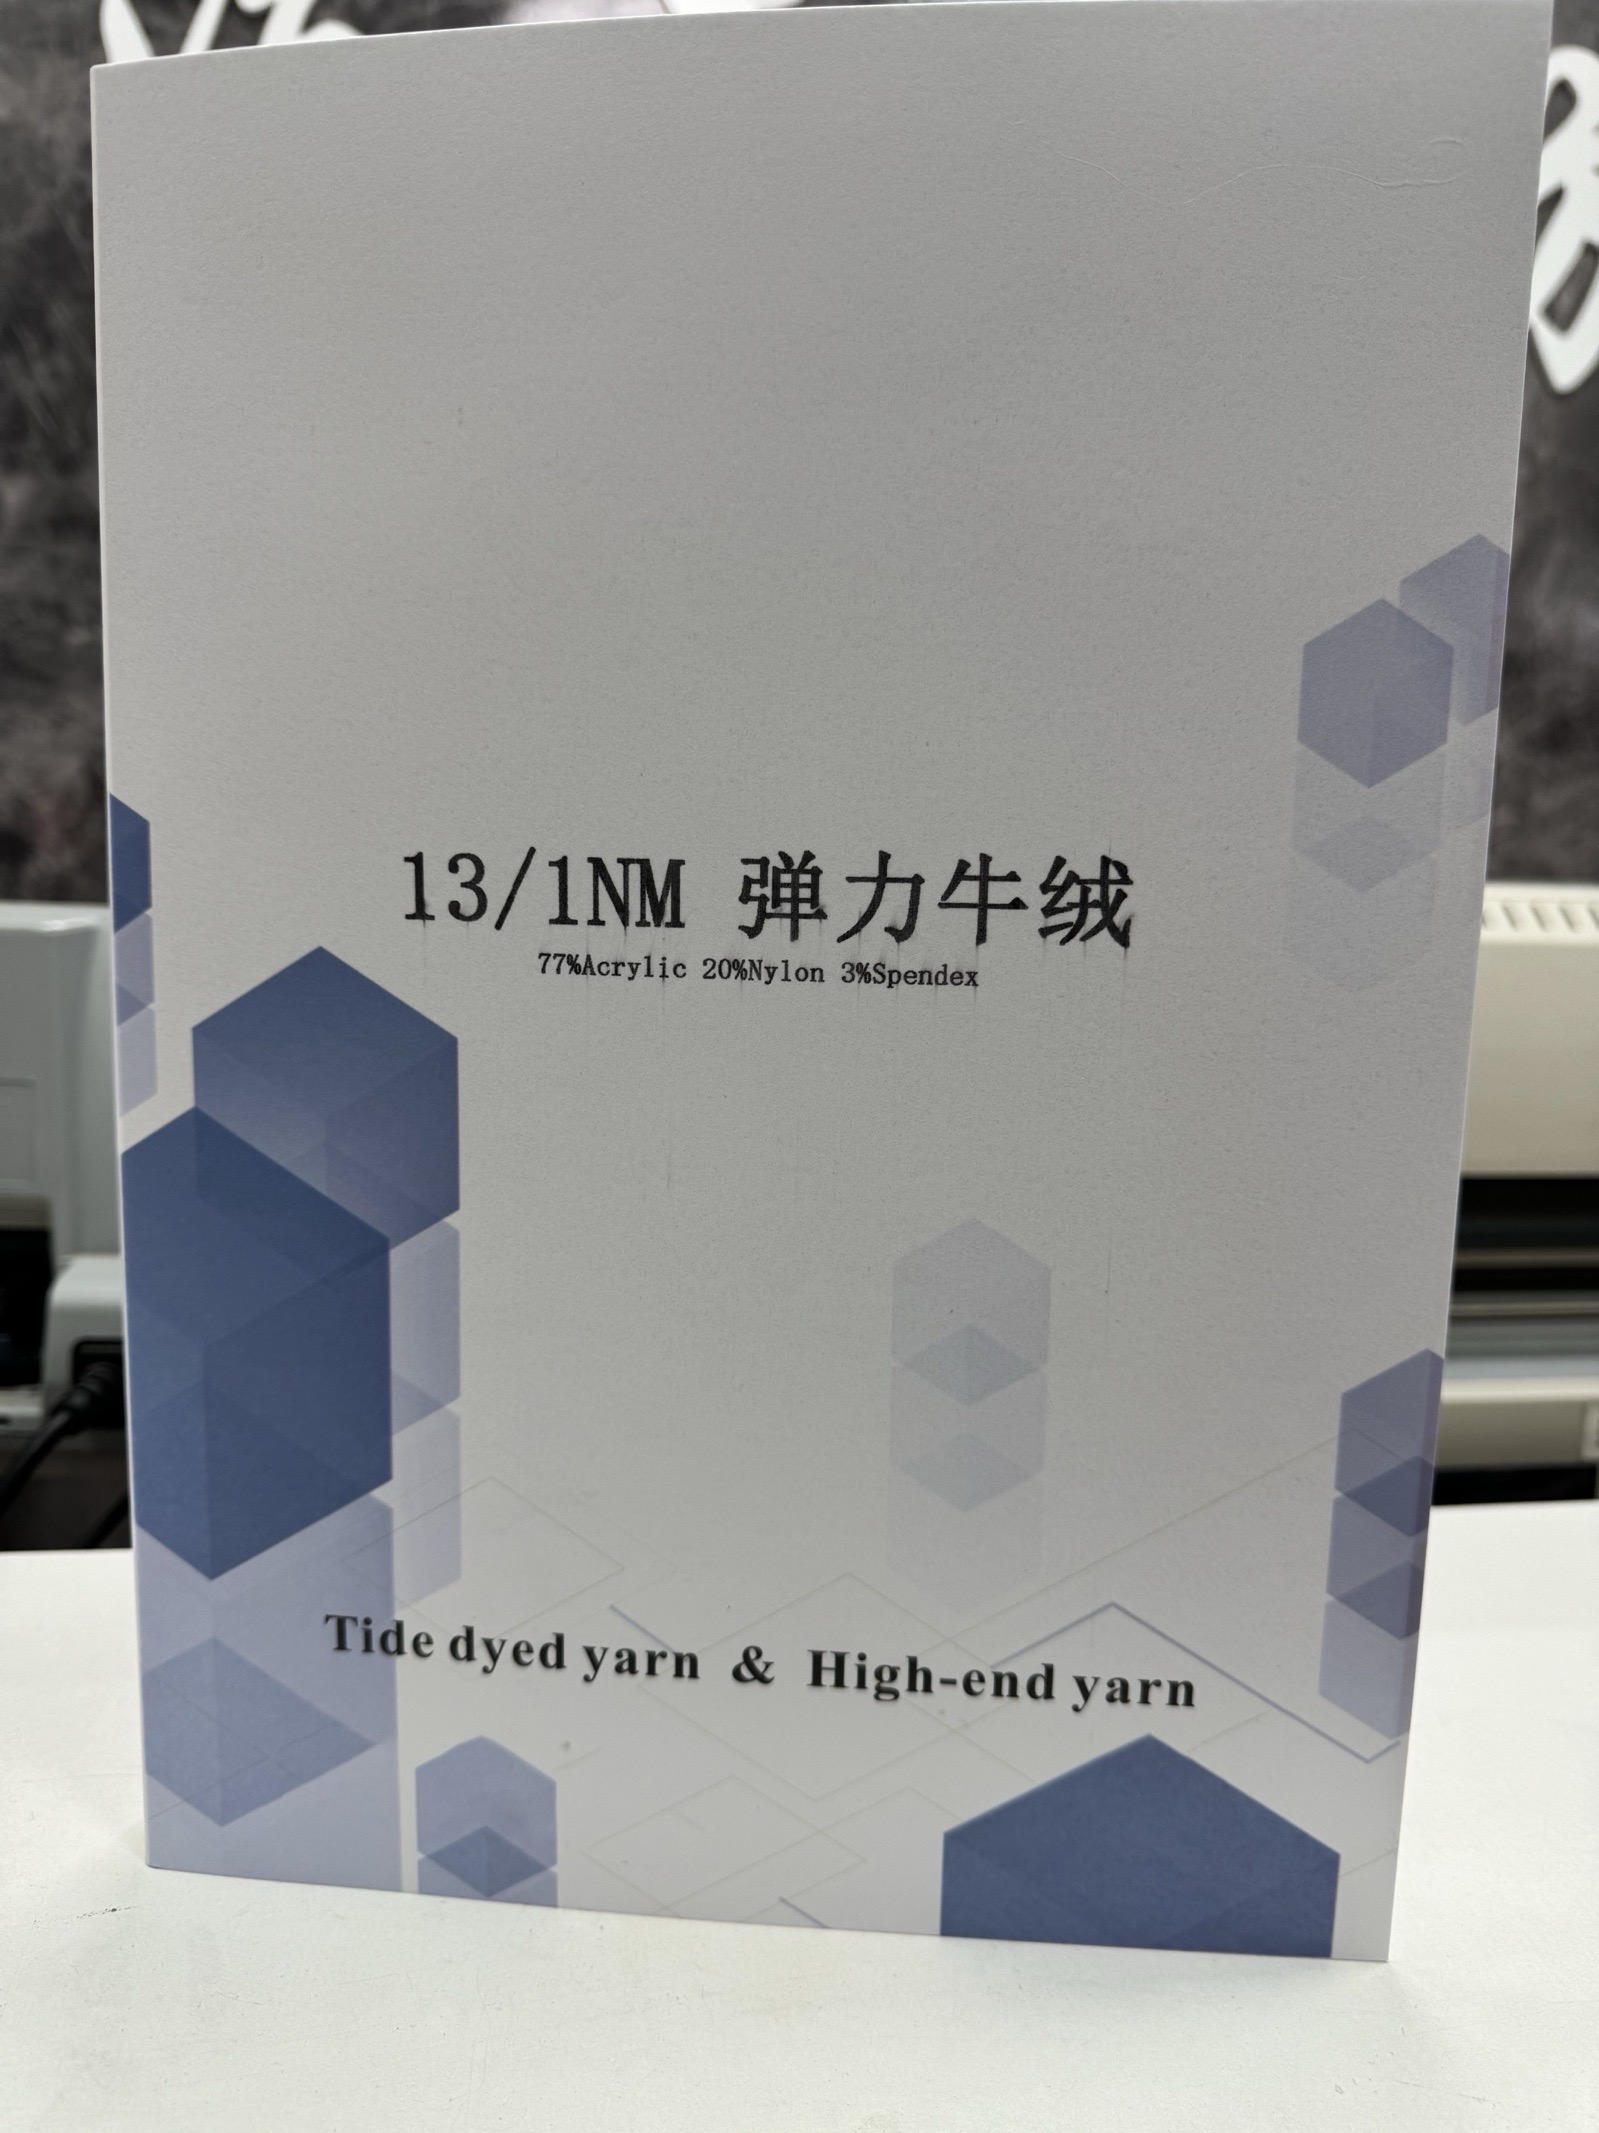 13/1NM 弹力牛绒
77%Acrylic 20%Nylon 3%Spendex
Tide dyed yarn & High-end yarn